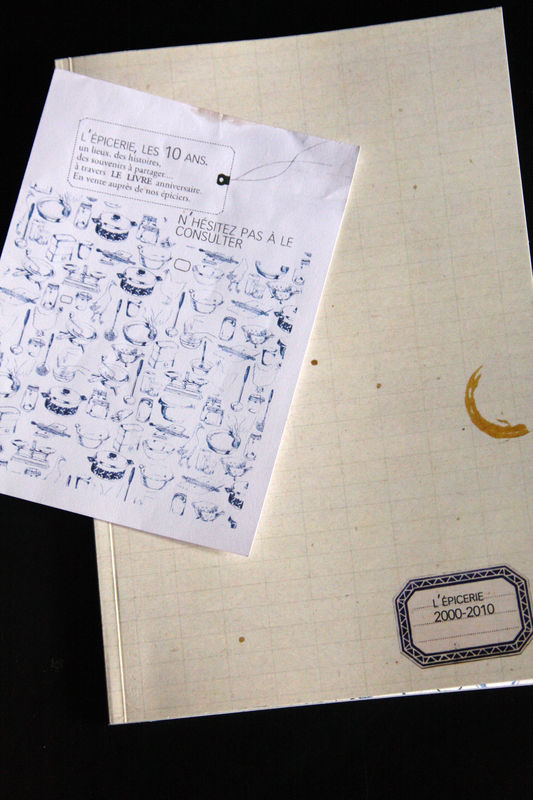 L'ÉPICERIE, LES 10 ANS.
un lieux, des histoires,
des souvenirs à partager....
à travers LE LIVRE anniversaire.
En vente auprès de nos épiciers.
N'HÉSITEZ PAS À LE
CONSULTER
L'ÉPICERIE
2000-2010